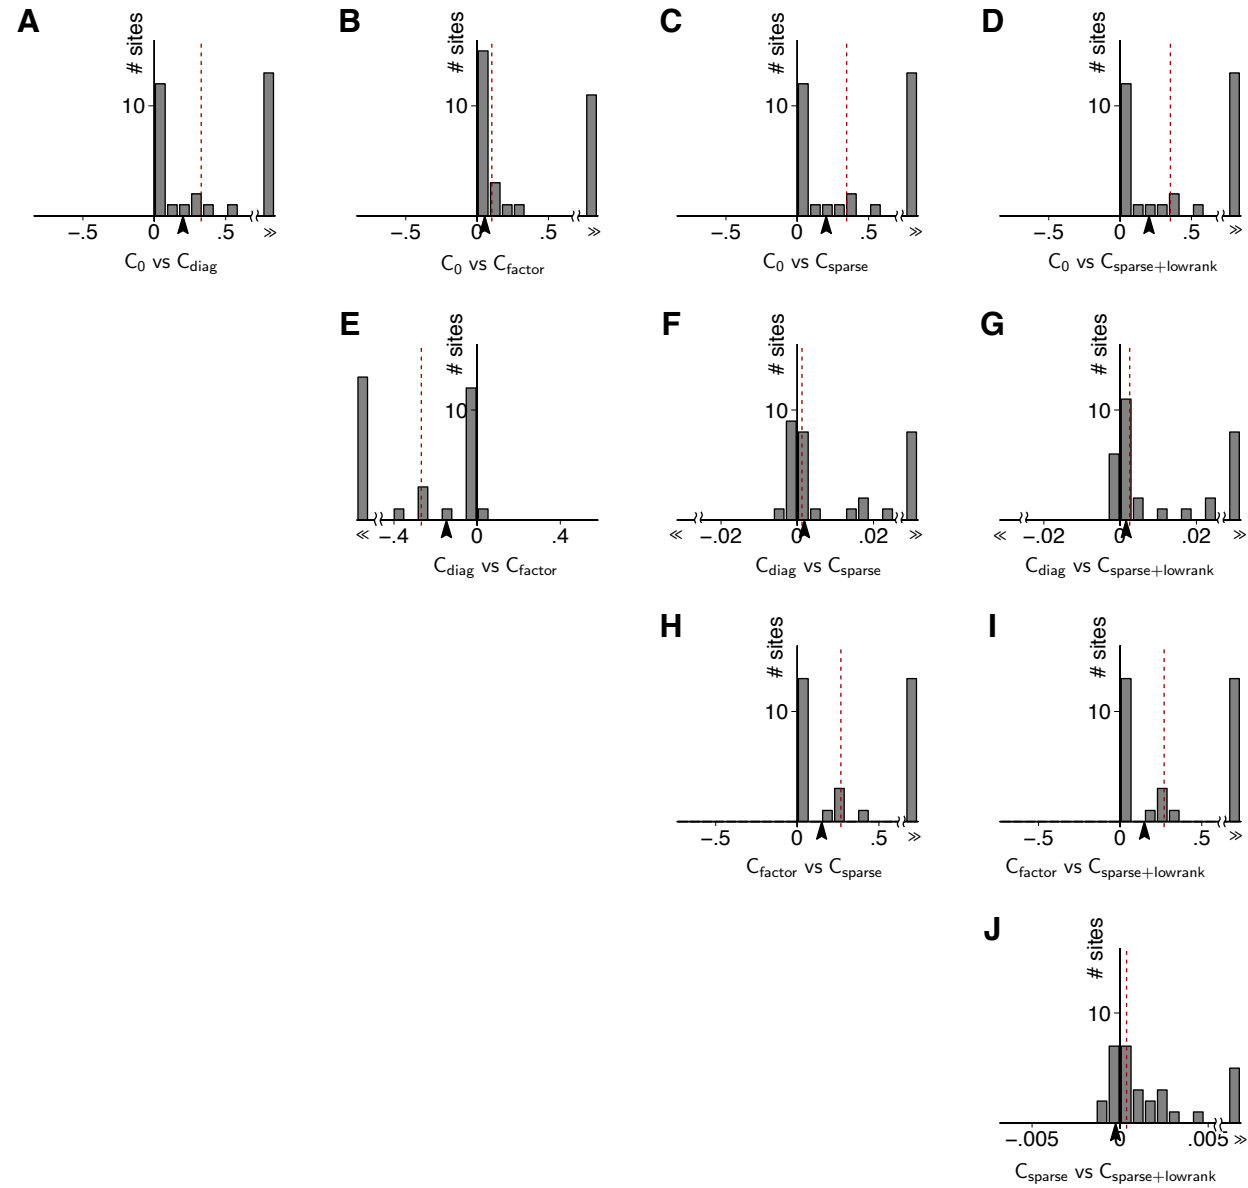 A
# sites
10
−.5 0 .5 ≫
C0 vs Cdiag
B
# sites
10
0 .5 ≫
C0 vs Cfactor
C
# sites
10
−.5 0 .5 ≫
C0 vs Csparse
D
# sites
10
−.5 0 .5 ≫
C0 vs Csparse+lowrank
E
# sites
10
≪ −.4 0 .4
Cdiag vs Cfactor
F
# sites
10
≪ −.02 0 .02 ≫
Cdiag vs Csparse
G
# sites
10
≪ −.02 0 .02 ≫
Cdiag vs Csparse+lowrank
H
# sites
10
−.5 0 .5 ≫
Cfactor vs Csparse
I
# sites
10
−.5 0 .5 ≫
Cfactor vs Csparse+lowrank
J
# sites
10
−.005 0 .005 ≫
Csparse vs Csparse+lowrank